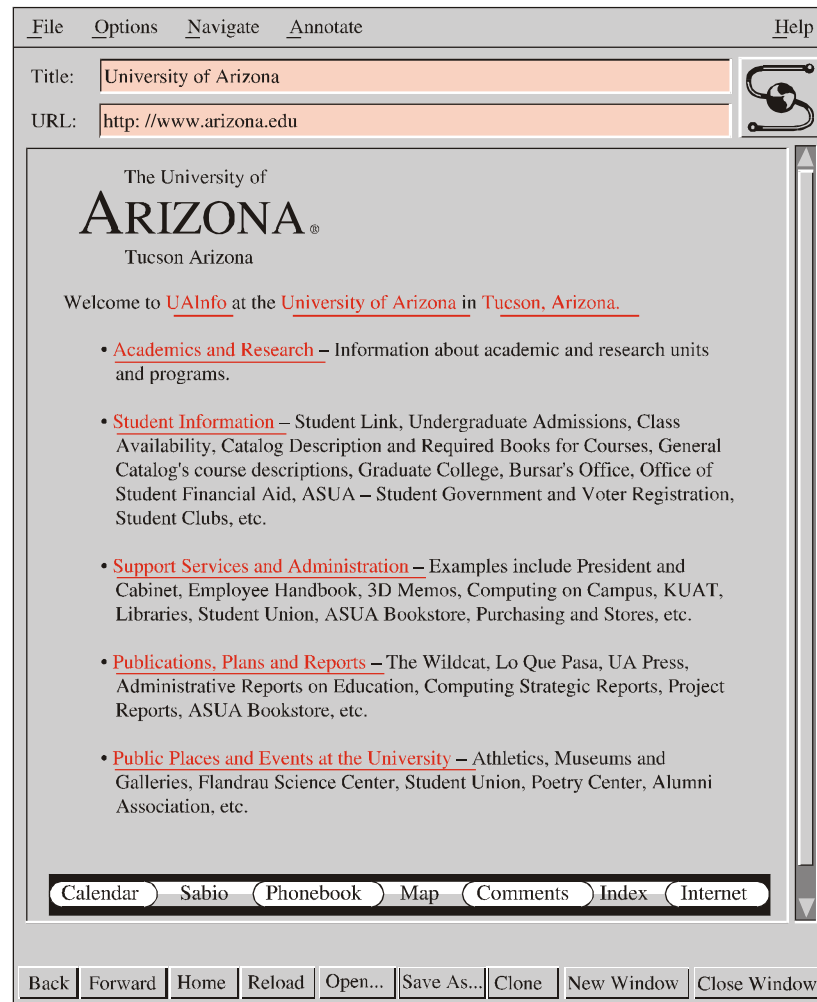 File Options Navigate Annotate Help
Title: University of Arizona
URL: http: //www.arizona.edu
The University of
ARIZONA ®
Tucson Arizona
Welcome to UAInfo at the University of Arizona in Tucson, Arizona.
• Academics and Research – Information about academic and research units
and programs.
• Student Information – Student Link, Undergraduate Admissions, Class
Availability, Catalog Description and Required Books for Courses, General
Catalog's course descriptions, Graduate College, Bursar's Office, Office of
Student Financial Aid, ASUA – Student Government and Voter Registration,
Student Clubs, etc.
• Support Services and Administration – Examples include President and
Cabinet, Employee Handbook, 3D Memos, Computing on Campus, KUAT,
Libraries, Student Union, ASUA Bookstore, Purchasing and Stores, etc.
• Publications, Plans and Reports – The Wildcat, Lo Que Pasa, UA Press,
Administrative Reports on Education, Computing Strategic Reports, Project
Reports, ASUA Bookstore, etc.
• Public Places and Events at the University – Athletics, Museums and
Galleries, Flandrau Science Center, Student Union, Poetry Center, Alumni
Association, etc.
Calendar Sabio Phonebook Map Comments Index Internet
Back Forward Home Reload Open... Save As... Clone New Window Close Window